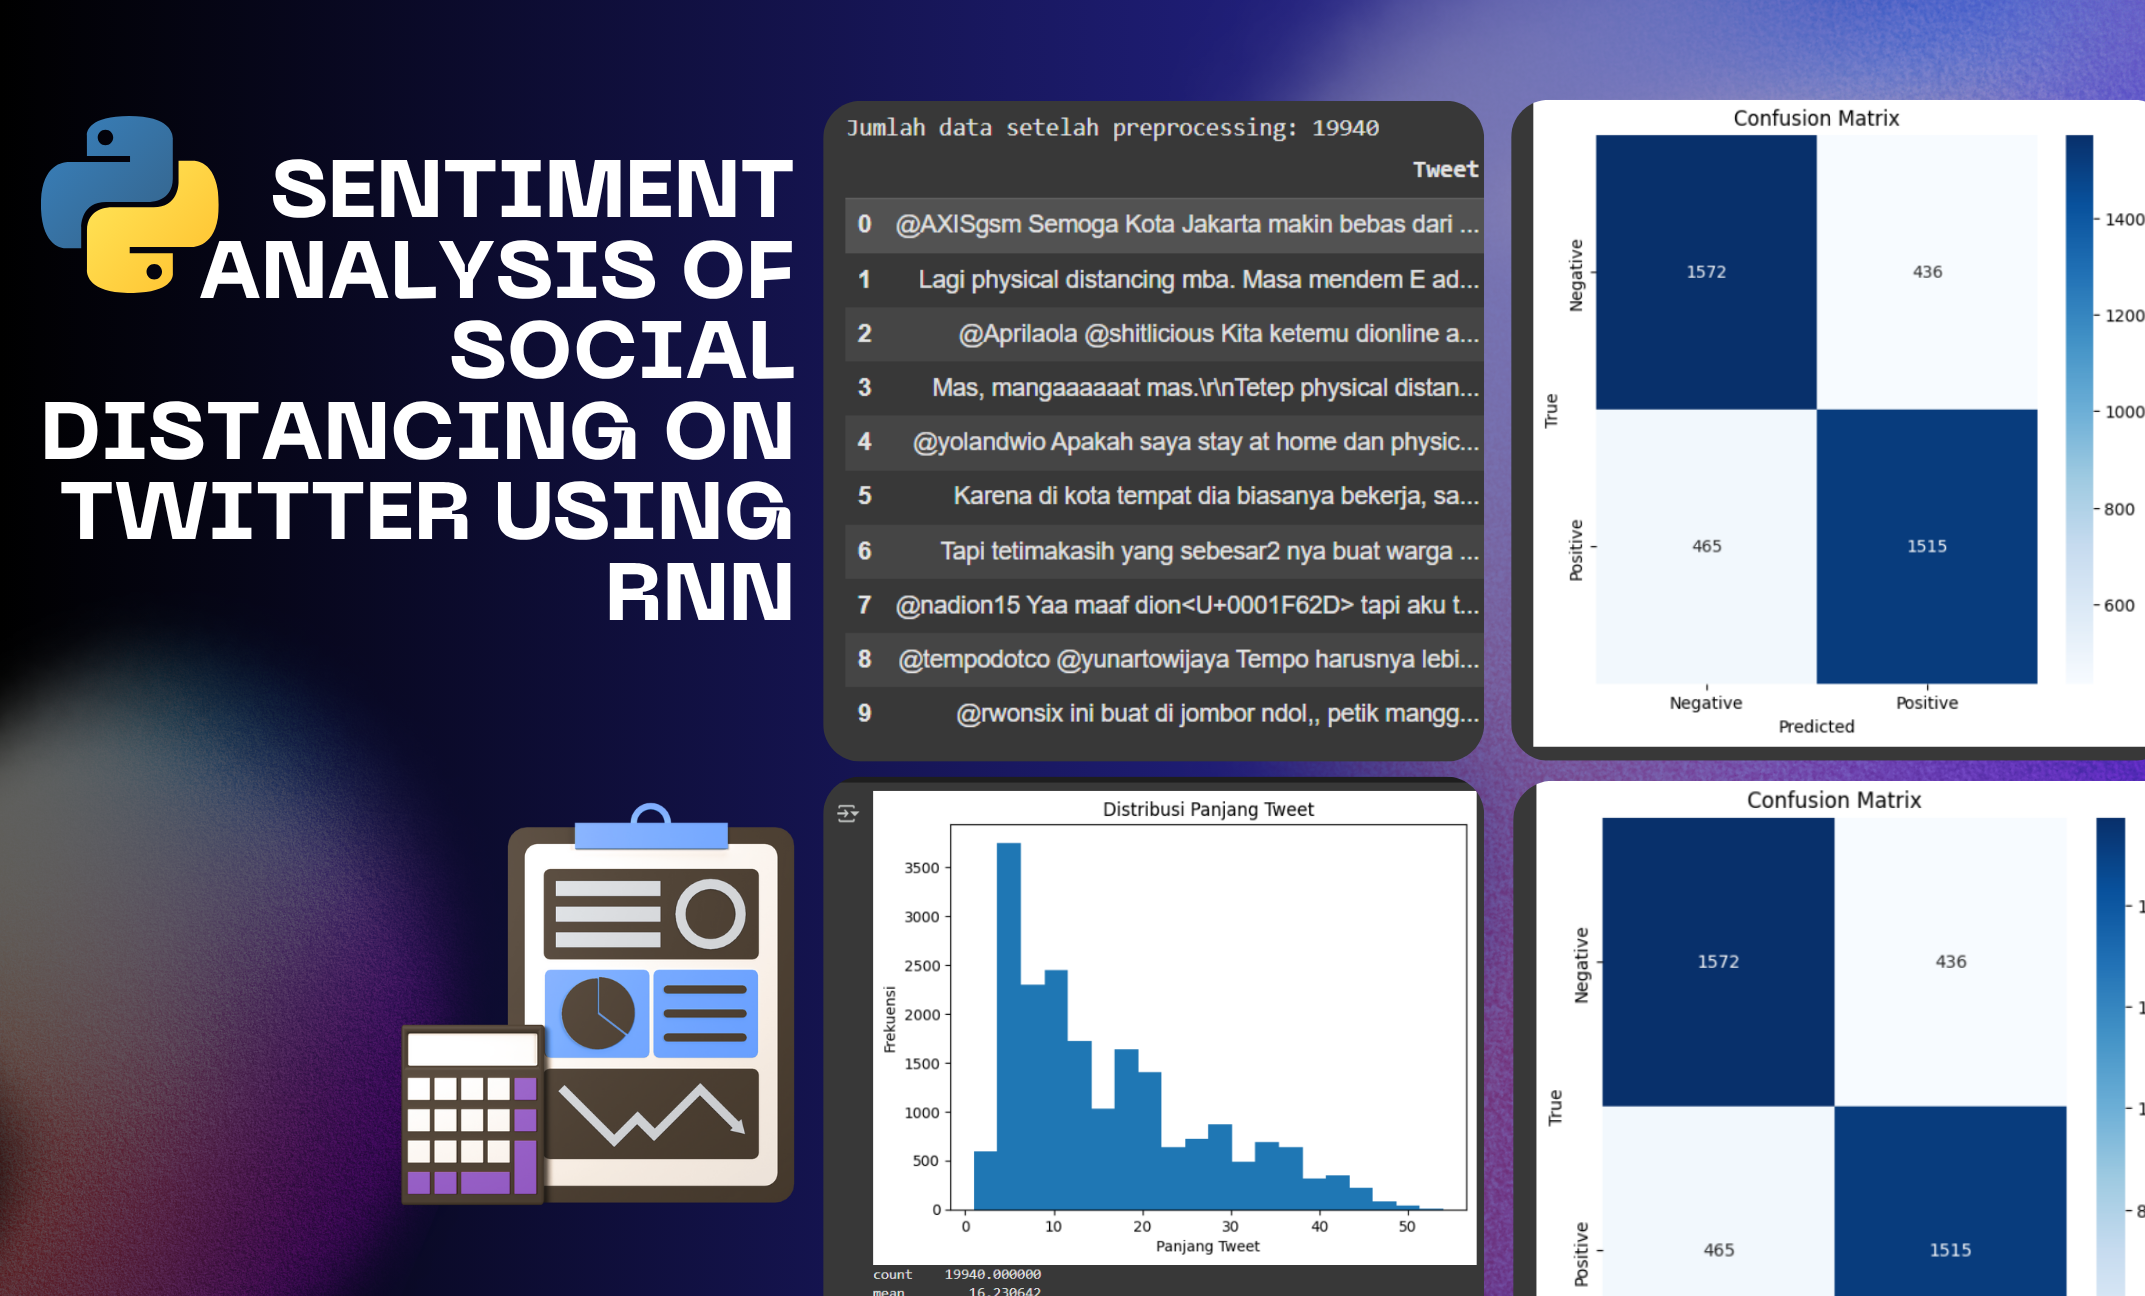 SENTIMENT
ANALYSIS OF
SOCIAL
DISTANCING ON
TWITTER USING
RNN
Jumlah data setelah preprocessing: 19940
Tweet
0 @AXISgsm Semoga Kota Jakarta makin bebas dari ...
1 Lagi physical distancing mba. Masa mendem E ad...
2 @Aprilaola @shitlicious Kita ketemu dionline a...
3 Mas, mangaaaaaat mas.\r\nTetep physical distan...
4 @yolandwio Apakah saya stay at home dan physic...
5 Karena di kota tempat dia biasanya bekerja, sa...
6 Tapi tetimakasih yang sebesar2 nya buat warga ...
7 @nadion15 Yaa maaf dion<U+0001F62D> tapi aku t...
8 @tempodotco @yunartowijaya Tempo harusnya lebi...
9 @rwonsix ini buat di jombor ndol,, petik mangg...
Confusion Matrix
True
Negative
Positive
1572 436
465 1515
Negative Positive
Predicted
1400
1200
1000
800
600
Distribusi Panjang Tweet
Frekuensi
3500
3000
2500
2000
1500
1000
500
0
0 10 20 30 40 50
Panjang Tweet
count 19940.000000
mean 16.230642
Confusion Matrix
True
Negative
Positive
1572 436
465 1515